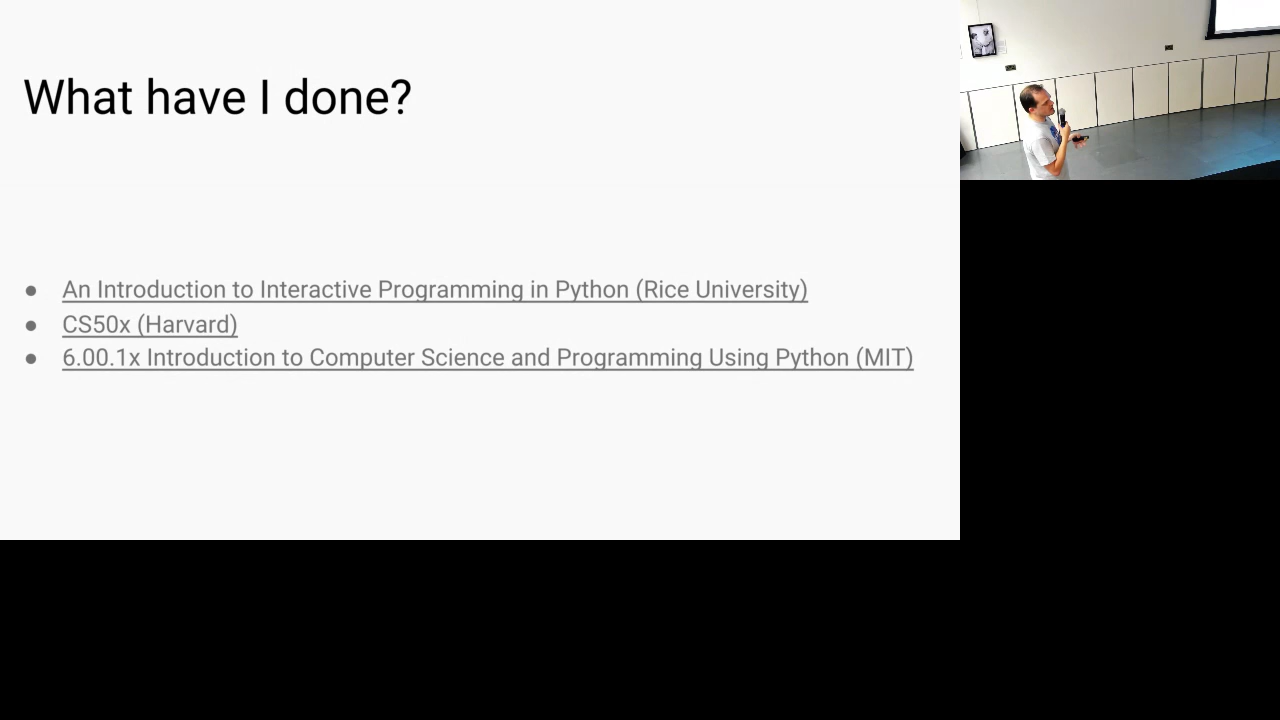 What have I done?
● An Introduction to Interactive Programming in Python (Rice University)
● CS50x (Harvard)
● 6.00.1x Introduction to Computer Science and Programming Using Python (MIT)